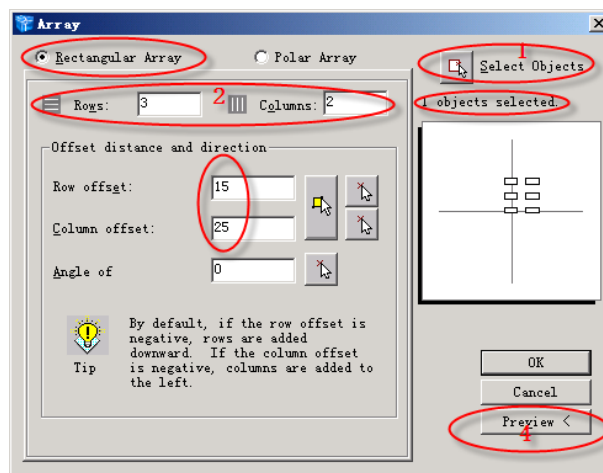 Array
Rectangular Array
Polar Array
1
Select Objects
Rows: 3
2
Columns: 2
1 objects selected.
Offset distance and direction
Row offset: 15
Column offset: 25
Angle of 0
Tip
By default, if the row offset is
negative, rows are added
downward. If the column offset
is negative, columns are added to
the left.
OK
Cancel
Preview <
4